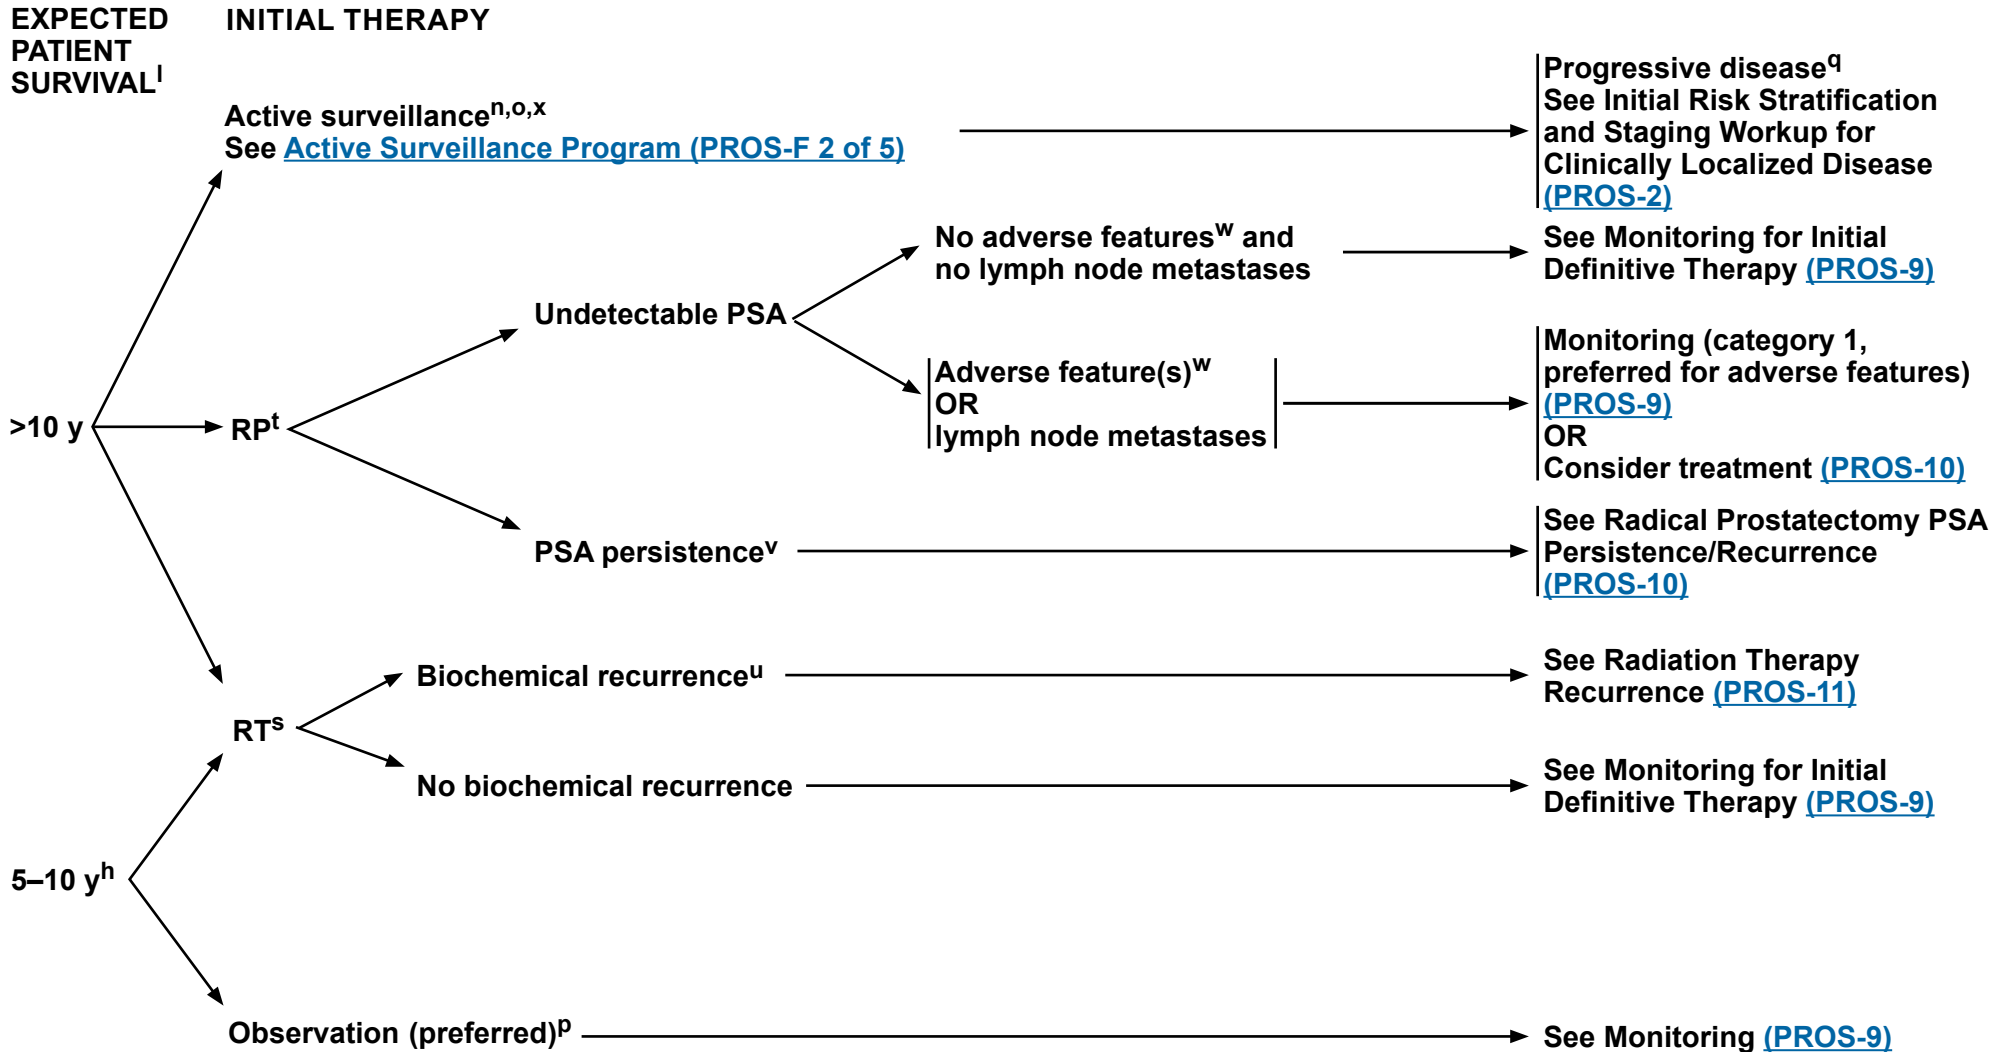 EXPECTED
PATIENT
SURVIVALˡ
INITIAL THERAPY
Active surveillanceⁿ,ᵒ,ˣ
See Active Surveillance Program (PROS-F 2 of 5)
Progressive disease^q
See Initial Risk Stratification
and Staging Workup for
Clinically Localized Disease
(PROS-2)
>10 y
RPᵗ
Undetectable PSA
No adverse featuresʷ and
no lymph node metastases
See Monitoring for Initial
Definitive Therapy (PROS-9)
Adverse feature(s)ʷ
OR
lymph node metastases
Monitoring (category 1,
preferred for adverse features)
(PROS-9)
OR
Consider treatment (PROS-10)
PSA persistenceᵛ
See Radical Prostatectomy PSA
Persistence/Recurrence
(PROS-10)
RTˢ
Biochemical recurrenceᵘ
See Radiation Therapy
Recurrence (PROS-11)
No biochemical recurrence
See Monitoring for Initial
Definitive Therapy (PROS-9)
5–10 yʰ
Observation (preferred)ᵖ
See Monitoring (PROS-9)